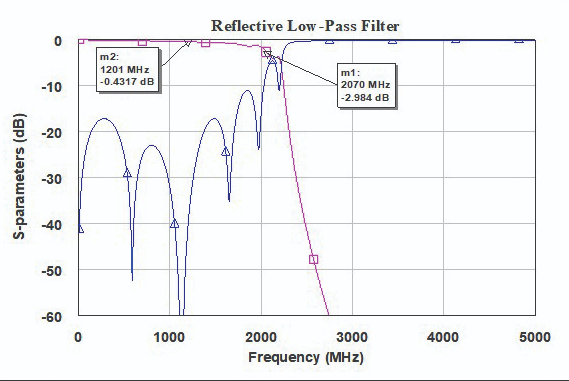 Reflective Low-Pass Filter
0
-10
-20
-30
-40
-50
-60
S-parameters (dB)
m2:
1201 MHz
-0.4317 dB
m1:
2070 MHz
-2.984 dB
0
1000
2000
3000
4000
5000
Frequency (MHz)